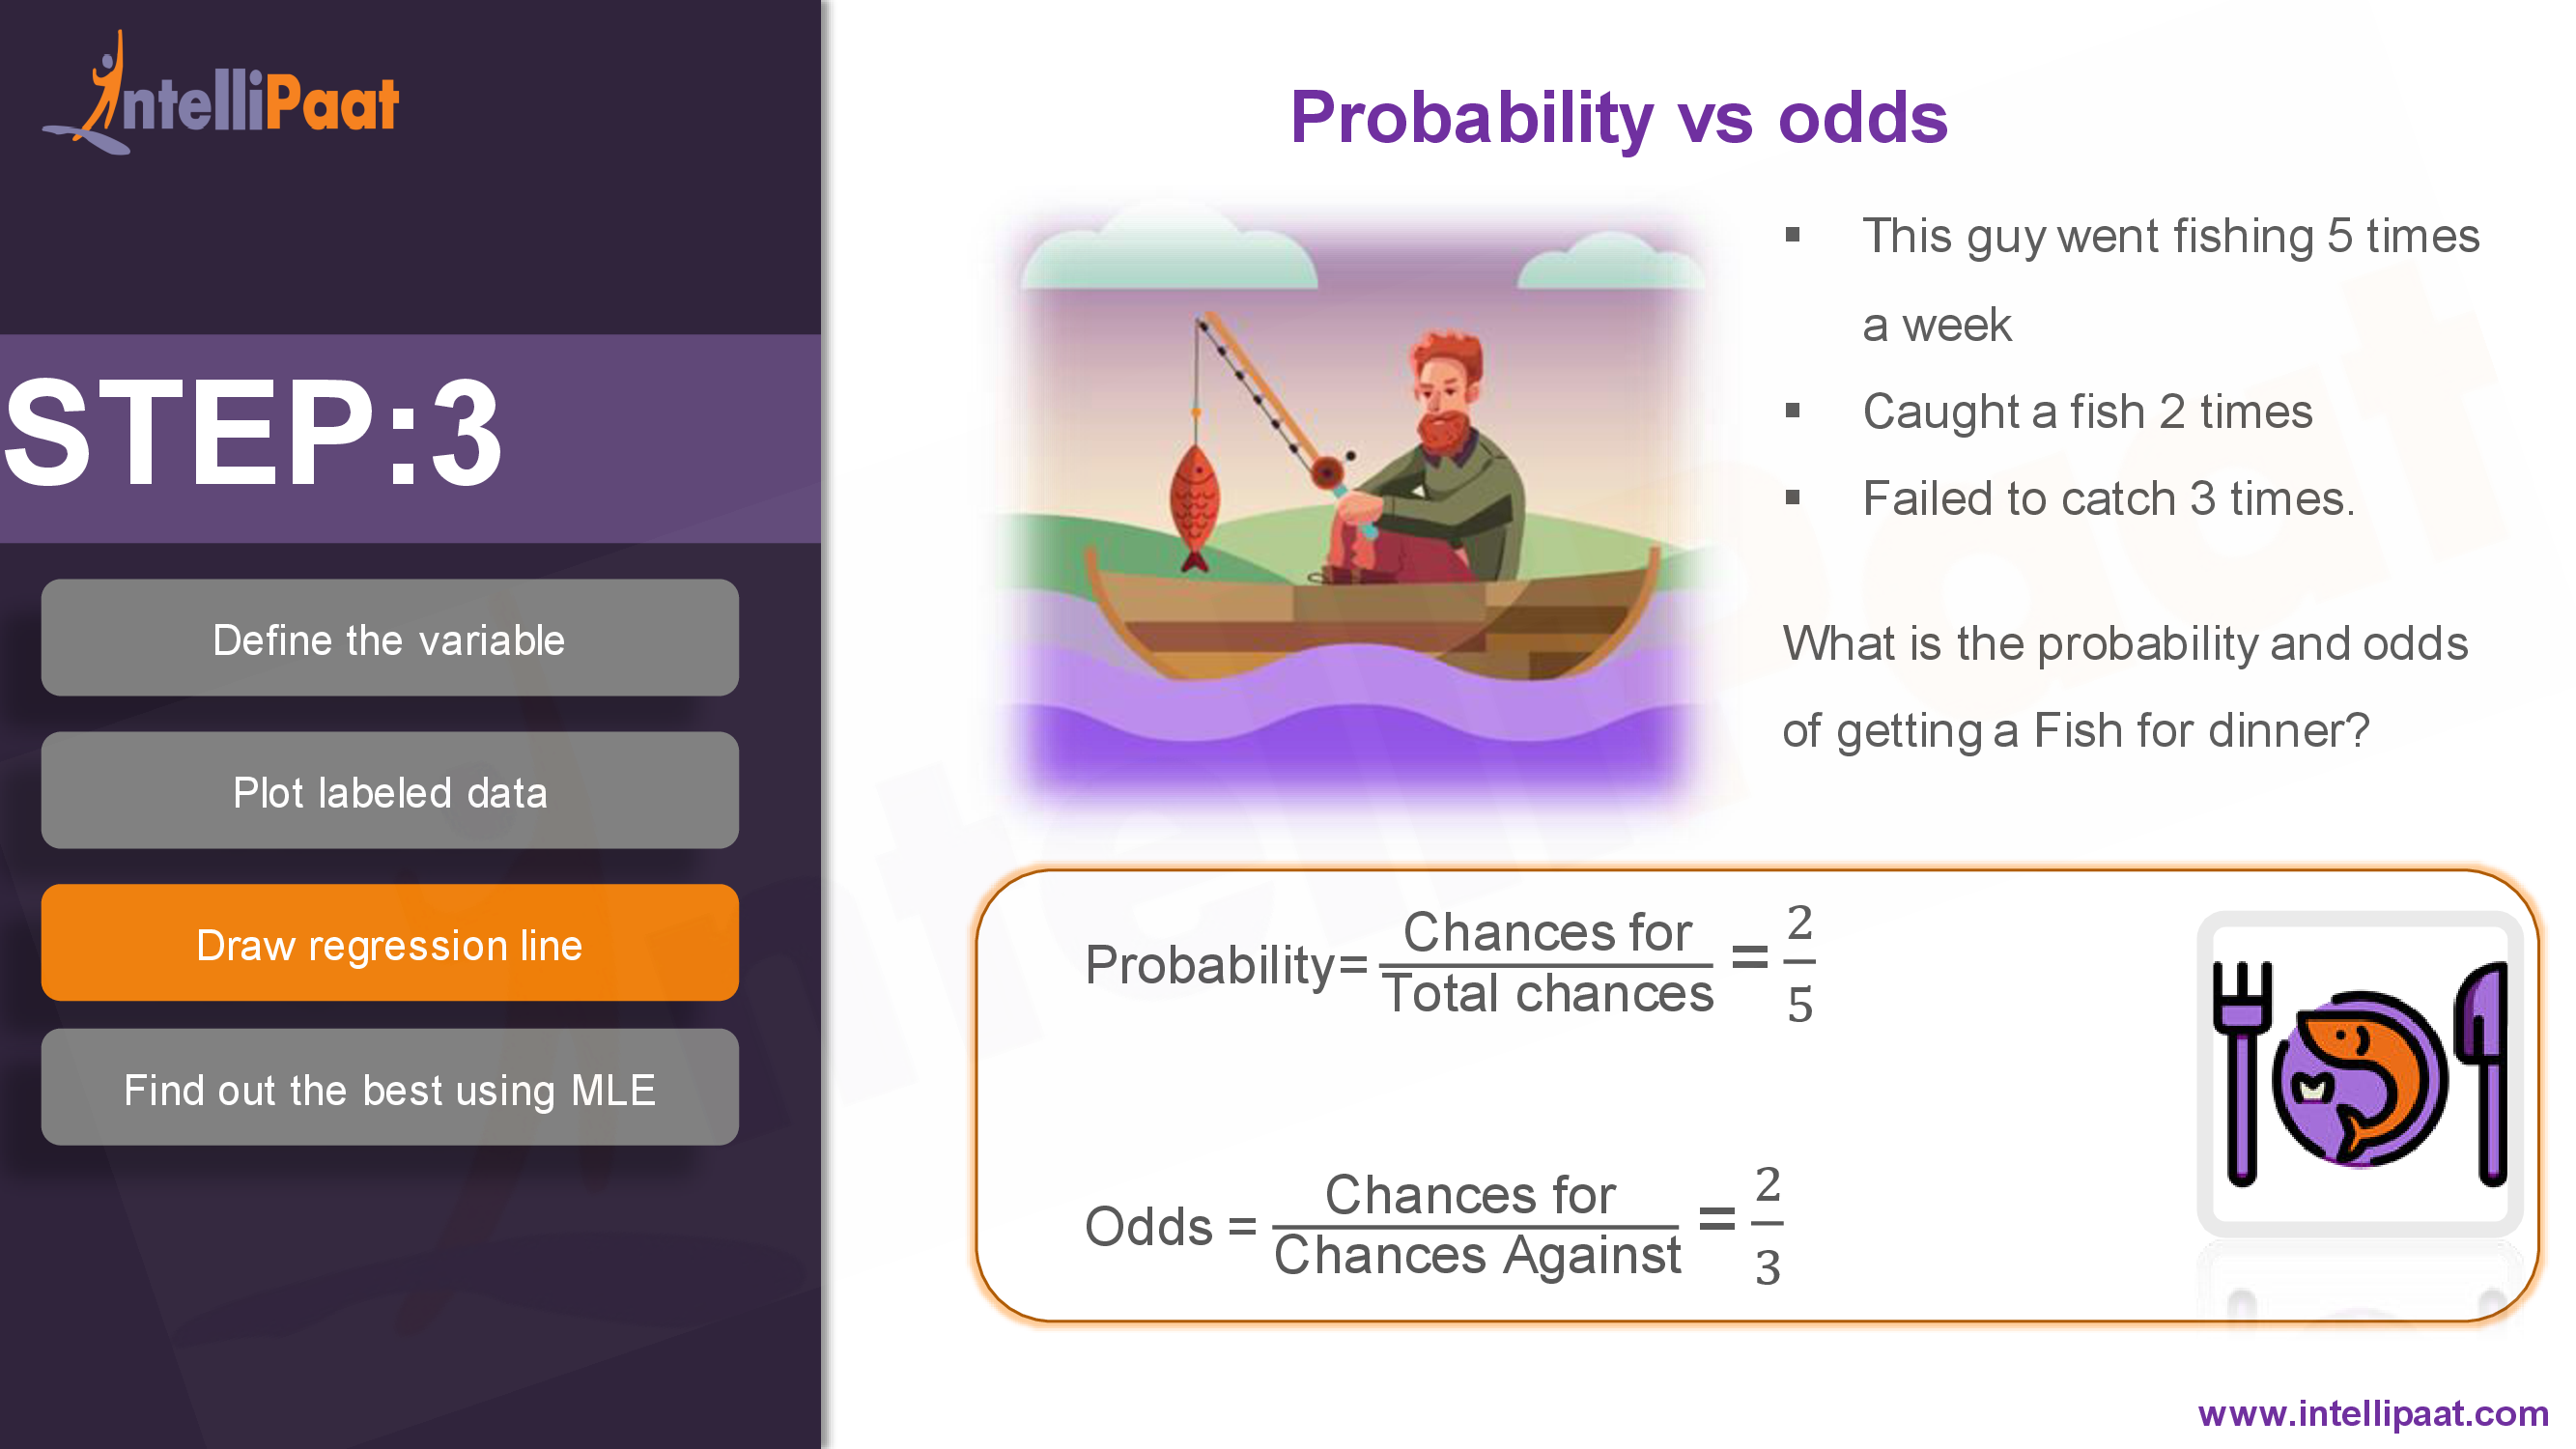 IntelliPaat
STEP:3
Define the variable
Plot labeled data
Draw regression line
Find out the best using MLE
Probability vs odds
▪ This guy went fishing 5 times
a week
▪ Caught a fish 2 times
▪ Failed to catch 3 times.
What is the probability and odds
of getting a Fish for dinner?
Probability= Chances for / Total chances = 2/5
Odds = Chances for / Chances Against = 2/3
www.intellipaat.com